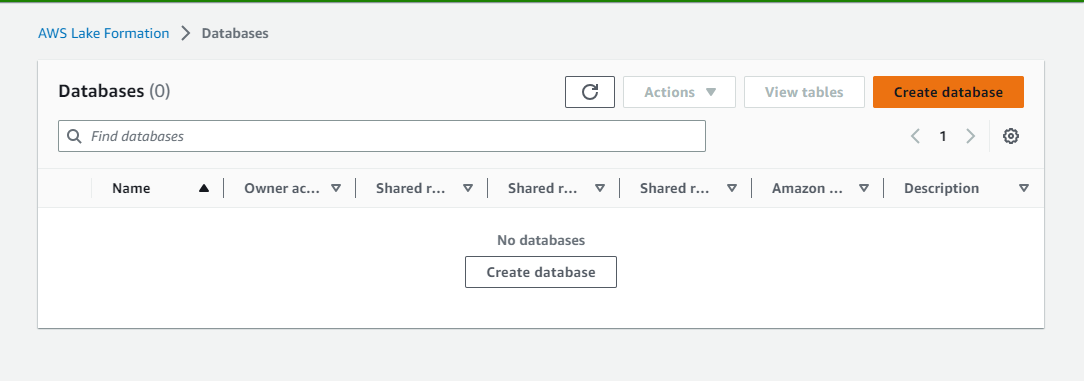 AWS Lake Formation > Databases
Databases (0)
Actions
View tables
Create database
Find databases
1
Name
Owner ac...
Shared r...
Shared r...
Shared r...
Amazon ...
Description
No databases
Create database